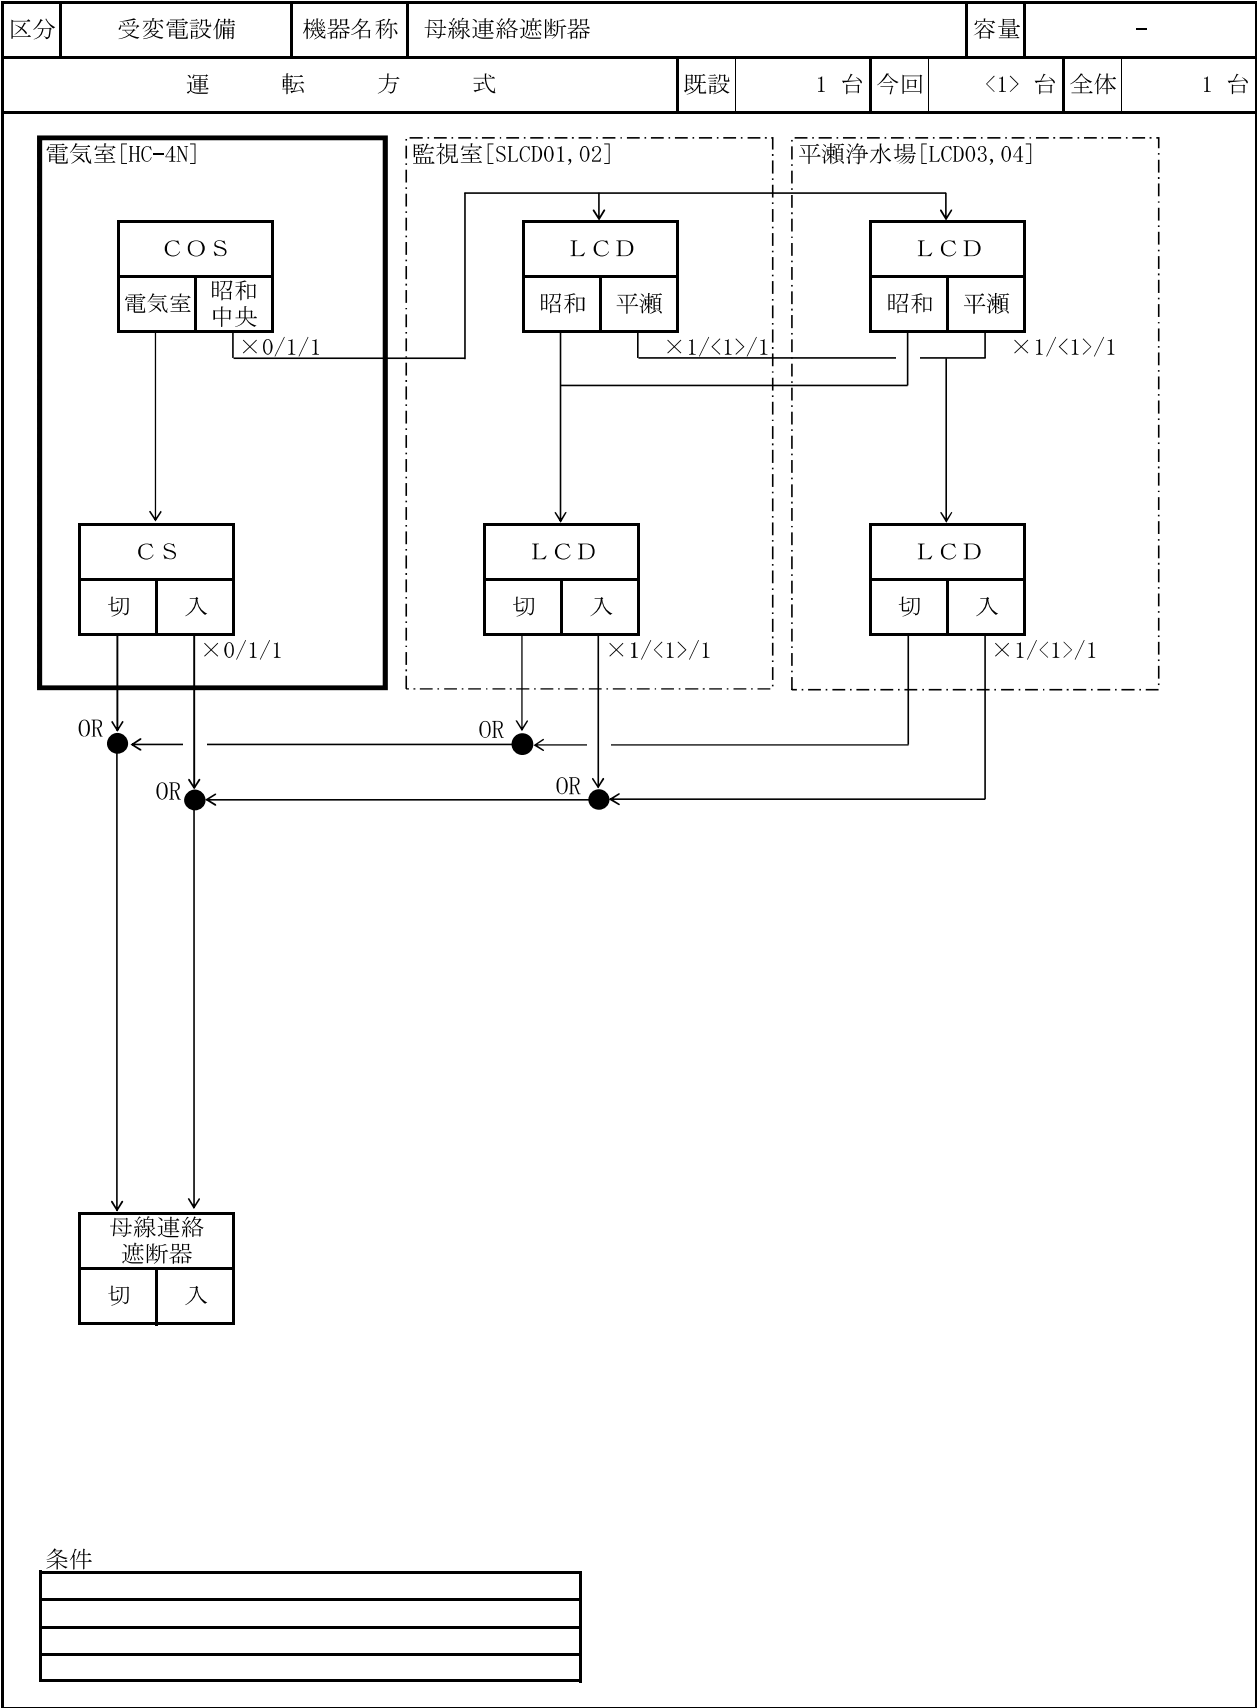 区分 受変電設備 機器名称 母線連絡遮断器 容量 -
運転方式 既設 1 台 今回 <1> 台 全体 1 台
電気室[HC-4N] 監視室[SLCD01,02] 平瀬浄水場[LCD03,04]
ＣＯＳ ＬＣＤ ＬＣＤ
電気室 昭和 昭和 平瀬 昭和 平瀬
中央
×0/1/1 ×1/<1>/1 ×1/<1>/1
ＣＳ ＬＣＤ ＬＣＤ
切 入 切 入 切 入
×0/1/1 ×1/<1>/1 ×1/<1>/1
OR OR
OR OR
母線連絡
遮断器
切 入
条件